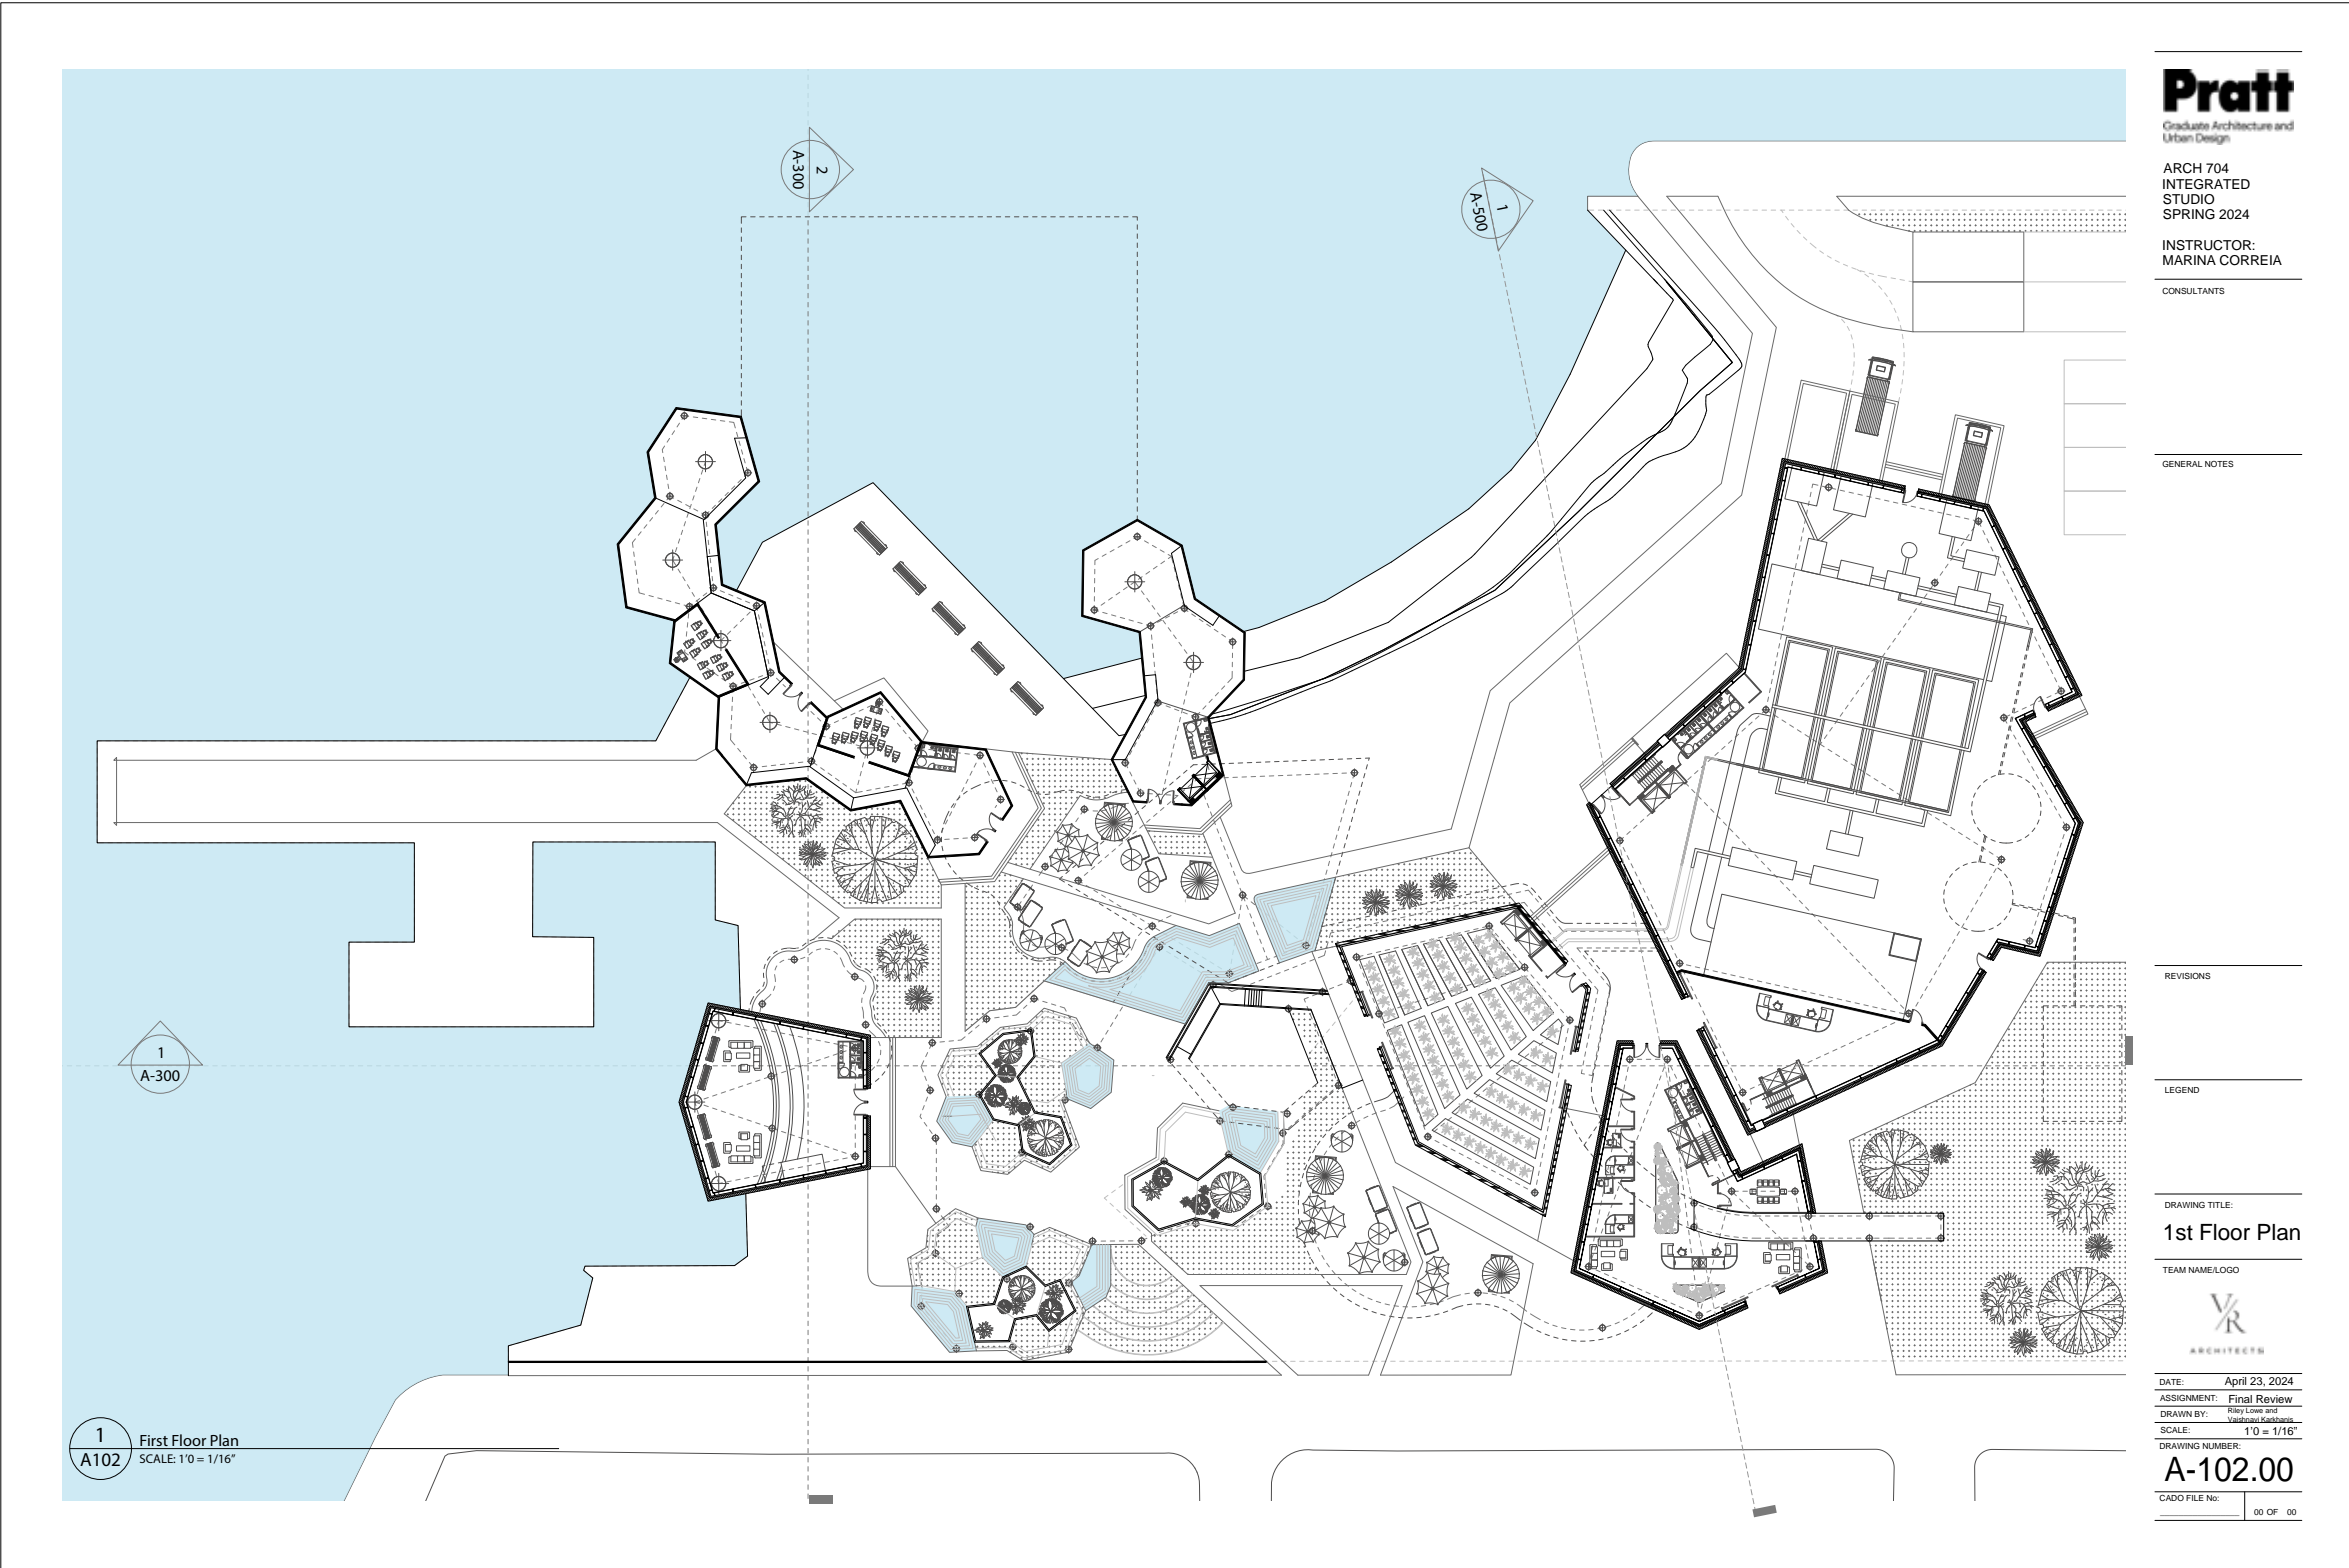 2
A-300
1
A-500
1
A-300
1
A102
First Floor Plan
SCALE: 1'0 = 1/16"
Pratt
Graduate Architecture and
Urban Design
ARCH 704
INTEGRATED
STUDIO
SPRING 2024
INSTRUCTOR:
MARINA CORREIA
CONSULTANTS
GENERAL NOTES
REVISIONS
LEGEND
DRAWING TITLE:
1st Floor Plan
TEAM NAME/LOGO
V/R
ARCHITECTS
DATE: April 23, 2024
ASSIGNMENT: Final Review
DRAWN BY: Riley Lowe and
Vaishnavi Karkhanis
SCALE: 1'0 = 1/16"
DRAWING NUMBER:
A-102.00
CADO FILE No:
00 OF 00